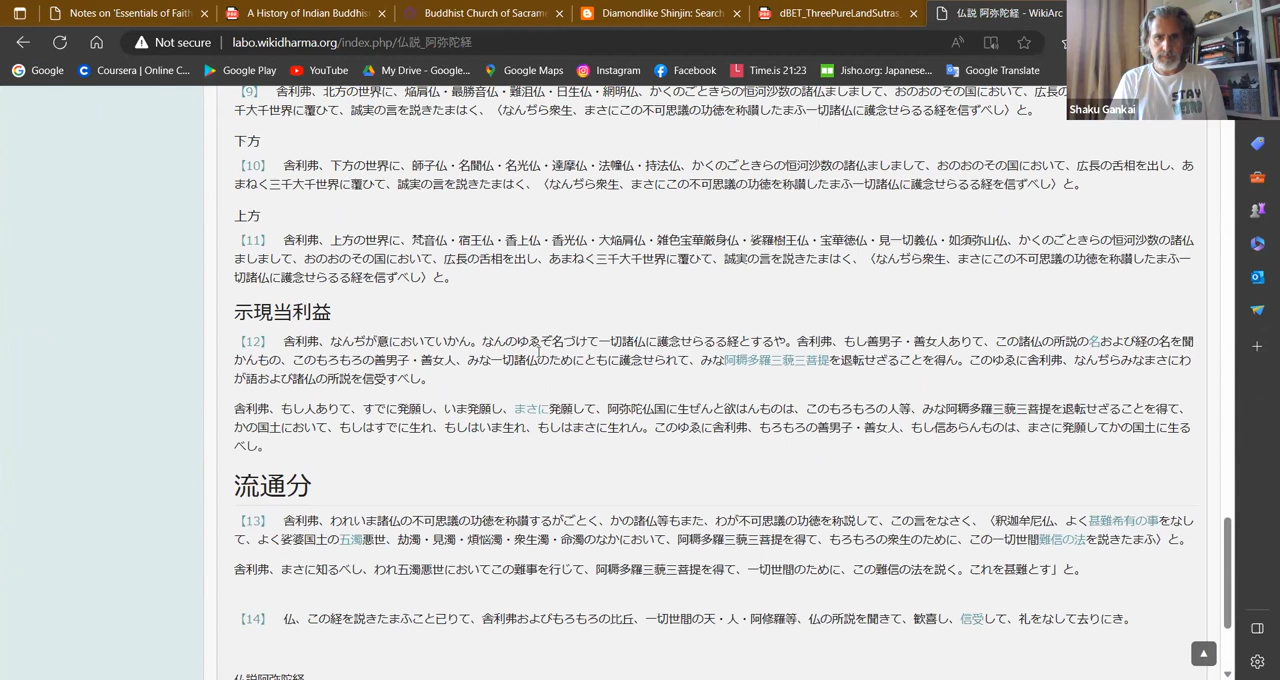 Notes on 'Essentials of Faith
A History of Indian Buddhis
Buddhist Church of Sacrame
Diamondlike Shinjin: Search
dBET_ThreePureLandSutras_
仏説 阿弥陀経 - WikiArc
Not secure
labo.wikidharma.org/index.php/仏説_阿弥陀経
Google
Coursera | Online C...
Google Play
YouTube
My Drive - Google...
Google Maps
Instagram
Facebook
Time.is 21:23
Jisho.org: Japanese...
Google Translate
Shaku Gankai
STAY
【9】 舎利弗、北方の世界に、焔肩仏・最勝音仏・難沮仏・日生仏・網明仏、かくのごときらの恒河沙数の諸仏ましまして、おのおのその国において、広長の
千大千世界に覆ひて、誠実の言を説きたまはく、〈なんぢら衆生、まさにこの不可思議の功徳を称讃したまふ一切諸仏に護念せらるる経を信ずべし〉と。
下方
【10】 舎利弗、下方の世界に、師子仏・名聞仏・名光仏・達摩仏・法幢仏・持法仏、かくのごときらの恒河沙数の諸仏ましまして、おのおのその国において、広長の舌相を出し、あ
まねく三千大千世界に覆ひて、誠実の言を説きたまはく、〈なんぢら衆生、まさにこの不可思議の功徳を称讃したまふ一切諸仏に護念せらるる経を信ずべし〉と。
上方
【11】 舎利弗、上方の世界に、梵音仏・宿王仏・香上仏・香光仏・大焔肩仏・雑色宝華厳身仏・娑羅樹王仏・宝華徳仏・見一切義仏・如須弥山仏、かくのごときらの恒河沙数の諸仏
ましまして、おのおのその国において、広長の舌相を出し、あまねく三千大千世界に覆ひて、誠実の言を説きたまはく、〈なんぢら衆生、まさにこの不可思議の功徳を称讃したまふ一
切諸仏に護念せらるる経を信ずべし〉と。
示現当利益
【12】 舎利弗、なんぢが意においていかん。なんのゆゑぞ名づけて一切諸仏に護念せらるる経とするや。舎利弗、もし善男子・善女人ありて、この諸仏の所説の名および経の名を聞
かんもの、このもろもろの善男子・善女人、みな一切諸仏のためにともに護念せられて、みな阿耨多羅三藐三菩提を退転せざることを得ん。このゆゑに舎利弗、なんぢらみなまさにわ
が語および諸仏の所説を信受すべし。
舎利弗、もし人ありて、すでに発願し、いま発願し、まさに発願して、阿弥陀仏国に生ぜんと欲はんものは、このもろもろの人等、みな阿耨多羅三藐三菩提を退転せざることを得て、
かの国土において、もしはすでに生れ、もしはいま生れ、もしはまさに生れん。このゆゑに舎利弗、もろもろの善男子・善女人、もし信あらんものは、まさに発願してかの国土に生る
べし。
流通分
【13】 舎利弗、われいま諸仏の不可思議の功徳を称讃するがごとく、かの諸仏等もまた、わが不可思議の功徳を称説して、この言をなさく、〈釈迦牟尼仏、よく甚難希有の事をなし
て、よく娑婆国土の五濁悪世、劫濁・見濁・煩悩濁・衆生濁・命濁のなかにおいて、阿耨多羅三藐三菩提を得て、もろもろの衆生のために、この一切世間難信の法を説きたまふ〉と。
舎利弗、まさに知るべし、われ五濁悪世においてこの難事を行じて、阿耨多羅三藐三菩提を得て、一切世間のために、この難信の法を説く。これを甚難とす」と。
【14】 仏、この経を説きたまふこと已りて、舎利弗およびもろもろの比丘、一切世間の天・人・阿修羅等、仏の所説を聞きて、歓喜し、信受して、礼をなして去りにき。
仏説阿弥陀経